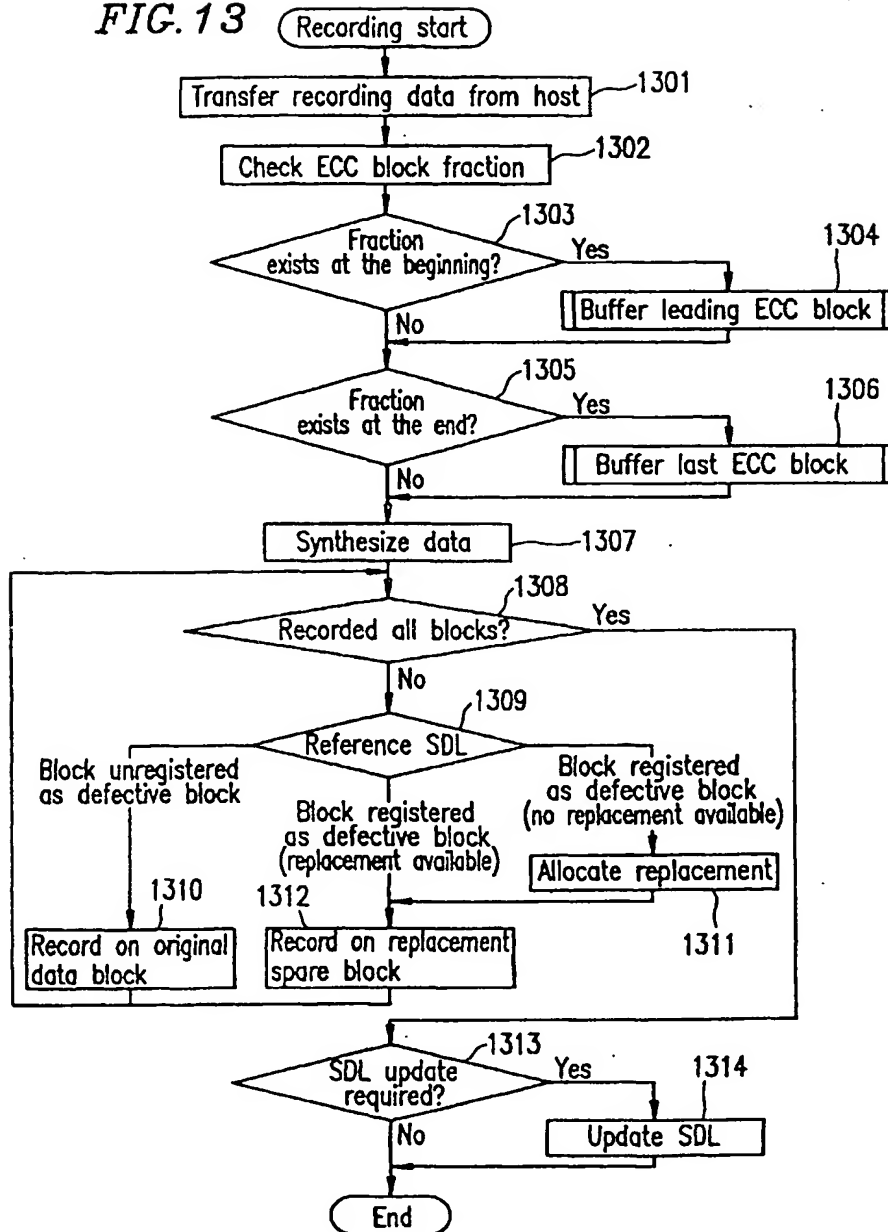 FIG. 13
Recording start
Transfer recording data from host
1301
Check ECC block fraction
1302
1303
Fraction
exists at the beginning?
Yes
No
1304
Buffer leading ECC block
1305
Fraction
exists at the end?
Yes
No
1306
Buffer last ECC block
Synthesize data
1307
1308
Recorded all blocks?
Yes
No
1309
Reference SDL
Block unregistered
as defective block
Block registered
as defective block
(replacement available)
Block registered
as defective block
(no replacement available)
Allocate replacement
1311
1310
Record on original
data block
1312
Record on replacement
spare block
1313
SDL update
required?
Yes
No
1314
Update SDL
End